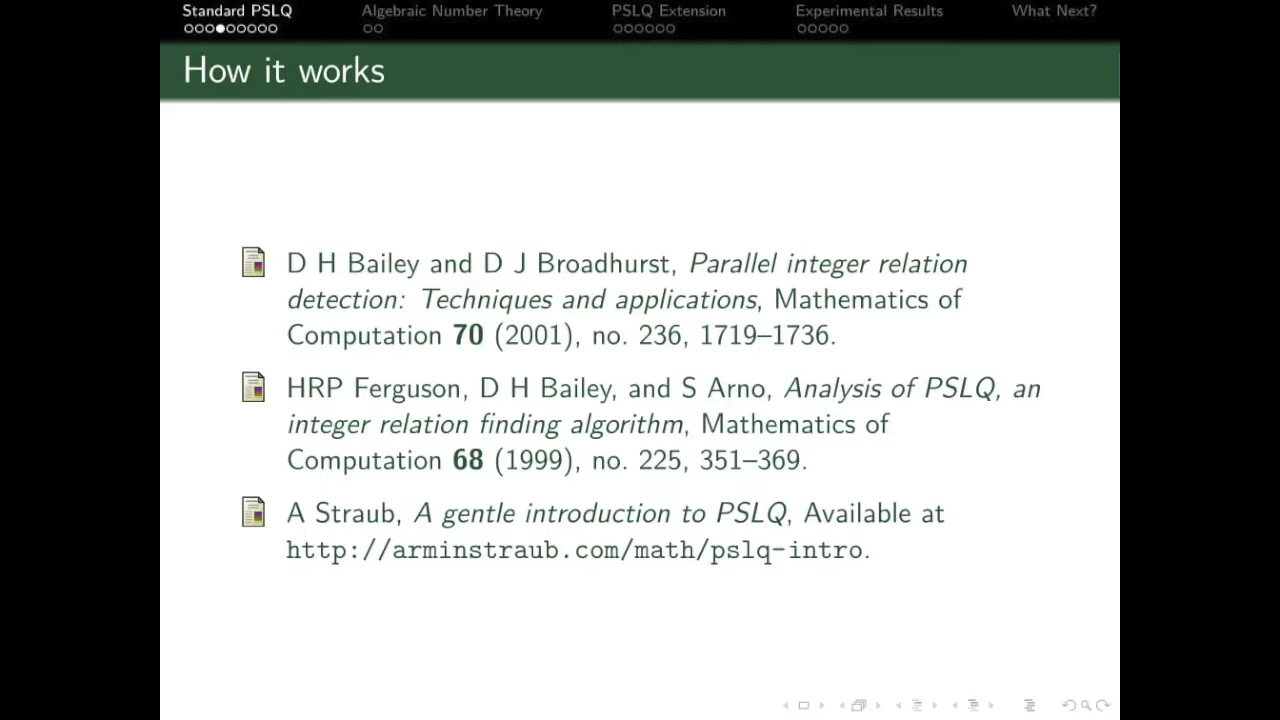 Standard PSLQ Algebraic Number Theory PSLQ Extension Experimental Results What Next?
How it works
D H Bailey and D J Broadhurst, Parallel integer relation
detection: Techniques and applications, Mathematics of
Computation 70 (2001), no. 236, 1719–1736.
HRP Ferguson, D H Bailey, and S Arno, Analysis of PSLQ, an
integer relation finding algorithm, Mathematics of
Computation 68 (1999), no. 225, 351–369.
A Straub, A gentle introduction to PSLQ, Available at
http://arminstraub.com/math/pslq-intro.